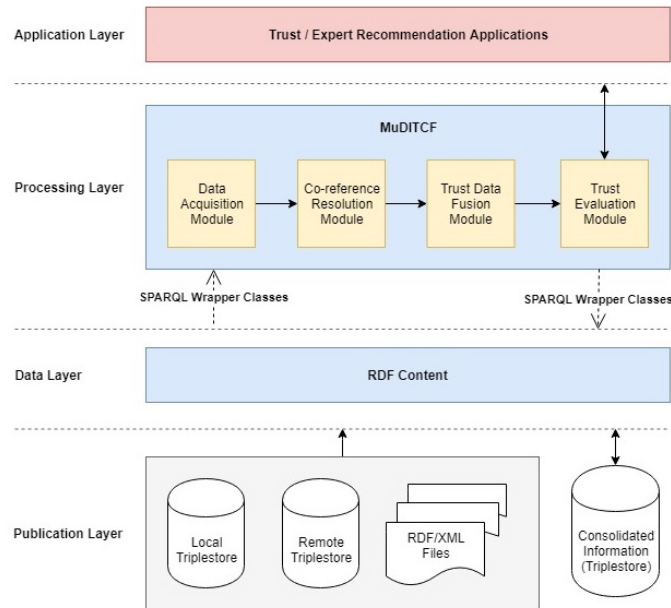 Application Layer
Trust / Expert Recommendation Applications
Processing Layer
MuDITCF
Data
Acquisition
Module
Co-reference
Resolution
Module
Trust Data
Fusion
Module
Trust
Evaluation
Module
SPARQL Wrapper Classes
SPARQL Wrapper Classes
Data Layer
RDF Content
Publication Layer
Local
Triplestore
Remote
Triplestore
RDF/XML
Files
Consolidated
Information
(Triplestore)